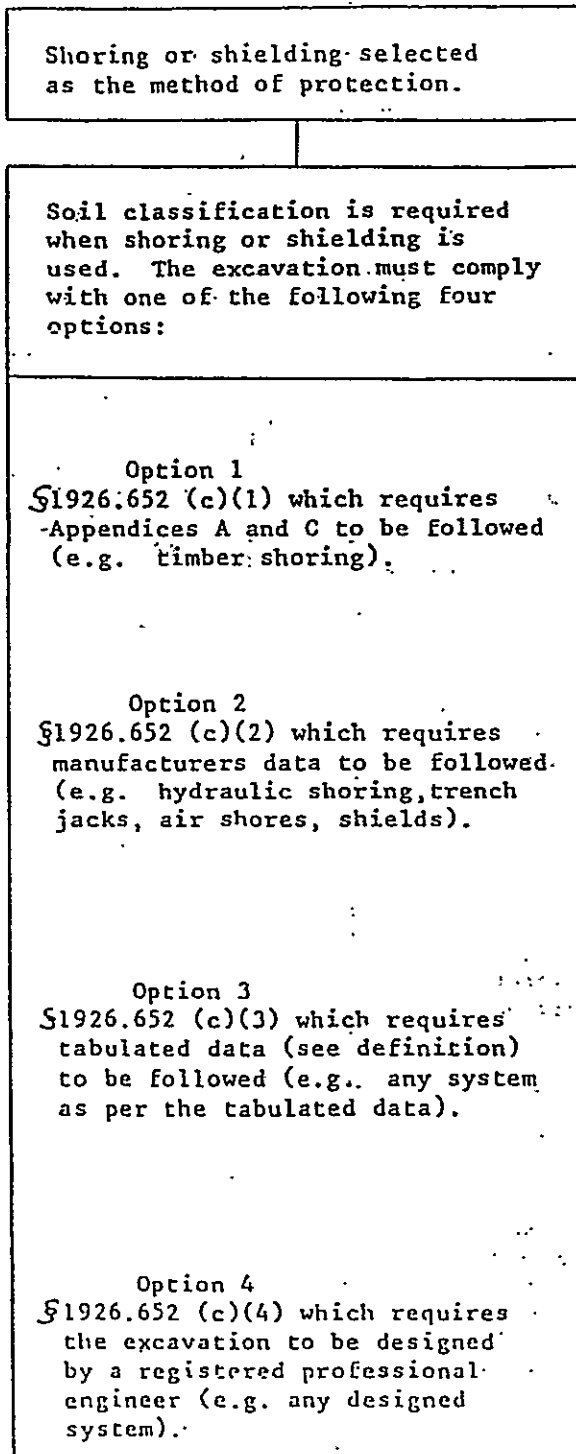 Shoring or shielding selected
as the method of protection.
Soil classification is required
when shoring or shielding is
used. The excavation must comply
with one of the following four
options:
Option 1
§1926.652 (c)(1) which requires
Appendices A and C to be followed
(e.g. timber shoring).
Option 2
§1926.652 (c)(2) which requires
manufacturers data to be followed
(e.g. hydraulic shoring,trench
jacks, air shores, shields).
Option 3
§1926.652 (c)(3) which requires
tabulated data (see definition)
to be followed (e.g. any system
as per the tabulated data).
Option 4
§1926.652 (c)(4) which requires
the excavation to be designed
by a registered professional
engineer (e.g. any designed
system).